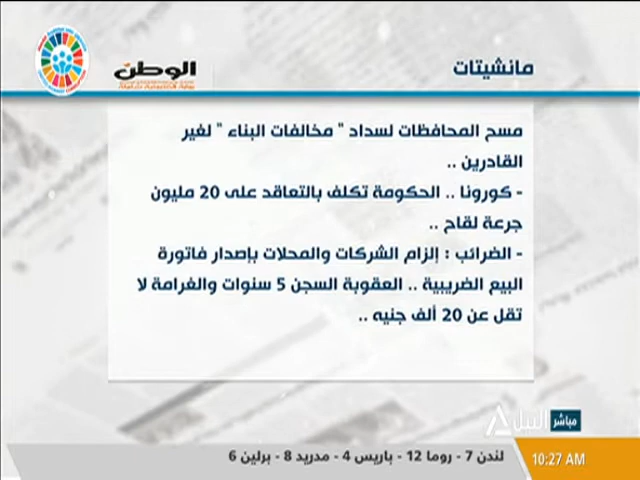 مانشيتات
الوطن
مسح المحافظات لسداد " مخالفات البناء " لغير
القادرين ..
- كورونا .. الحكومة تكلف بالتعاقد على 20 مليون
جرعة لقاح ..
- الضرائب : إلزام الشركات والمحلات بإصدار فاتورة
البيع الضريبية .. العقوبة السجن 5 سنوات والغرامة لا
تقل عن 20 ألف جنيه ..
النيل مباشر
لندن 7 - روما 12 - باريس 4 - مدريد 8 - برلين 6
10:27 AM